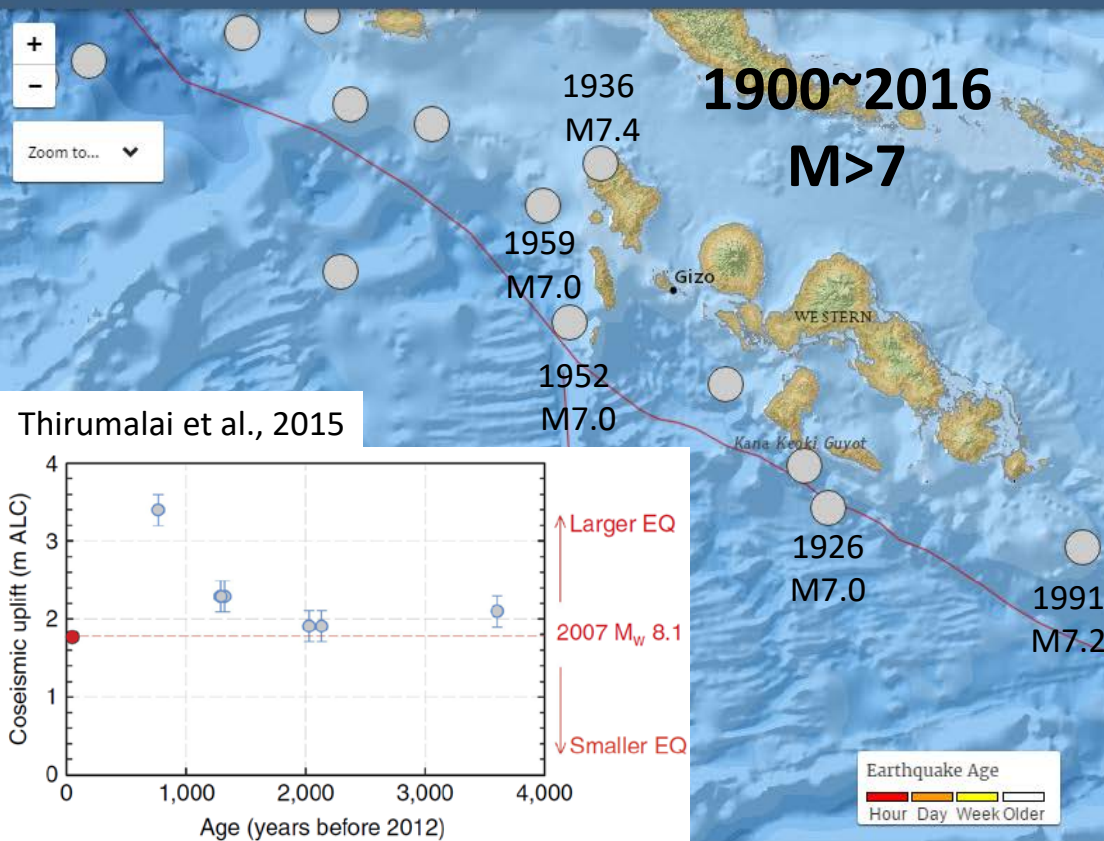 +
−
Zoom to...
1936
M7.4
1900~2016
M>7
1959
M7.0
Gizo
WESTERN
1952
M7.0
Kana Keoki Guyot
1926
M7.0
1991
M7.2
Thirumalai et al., 2015
Coseismic uplift (m ALC)
4
3
2
1
0
0 1,000 2,000 3,000 4,000
Age (years before 2012)
Larger EQ
2007 Mw 8.1
Smaller EQ
Earthquake Age
Hour Day Week Older